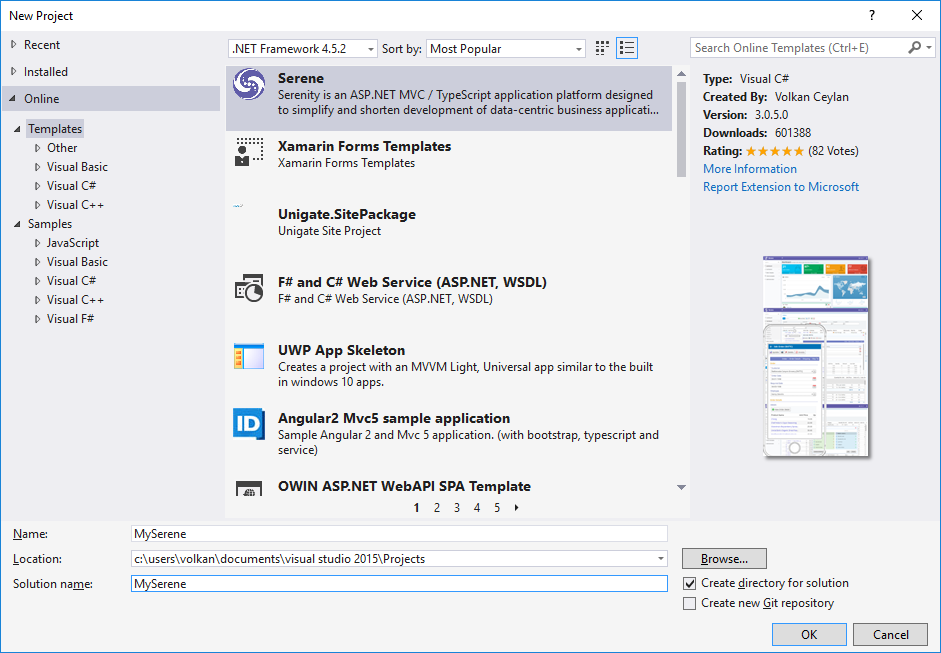 New Project
?
Recent
Installed
Online
Templates
Other
Visual Basic
Visual C#
Visual C++
Samples
JavaScript
Visual Basic
Visual C#
Visual C++
Visual F#
.NET Framework 4.5.2
Sort by:
Most Popular
Search Online Templates (Ctrl+E)
Serene
Serenity is an ASP.NET MVC / TypeScript application platform designed
to simplify and shorten development of data-centric business applicati...
Xamarin Forms Templates
Xamarin Forms Templates
Unigate.SitePackage
Unigate Site Project
F# and C# Web Service (ASP.NET, WSDL)
F# and C# Web Service (ASP.NET, WSDL)
UWP App Skeleton
Creates a project with an MVVM Light, Universal app similar to the built
in windows 10 apps.
ID
Angular2 Mvc5 sample application
Sample Angular 2 and Mvc 5 application. (with bootstrap, typescript and
service)
OWIN ASP.NET WebAPI SPA Template
1 2 3 4 5
Type: Visual C#
Created By: Volkan Ceylan
Version: 3.0.5.0
Downloads: 601388
Rating: ★★★★★ (82 Votes)
More Information
Report Extension to Microsoft
Name:
MySerene
Location:
c:\users\volkan\documents\visual studio 2015\Projects
Browse...
Solution name:
MySerene
Create directory for solution
Create new Git repository
OK
Cancel